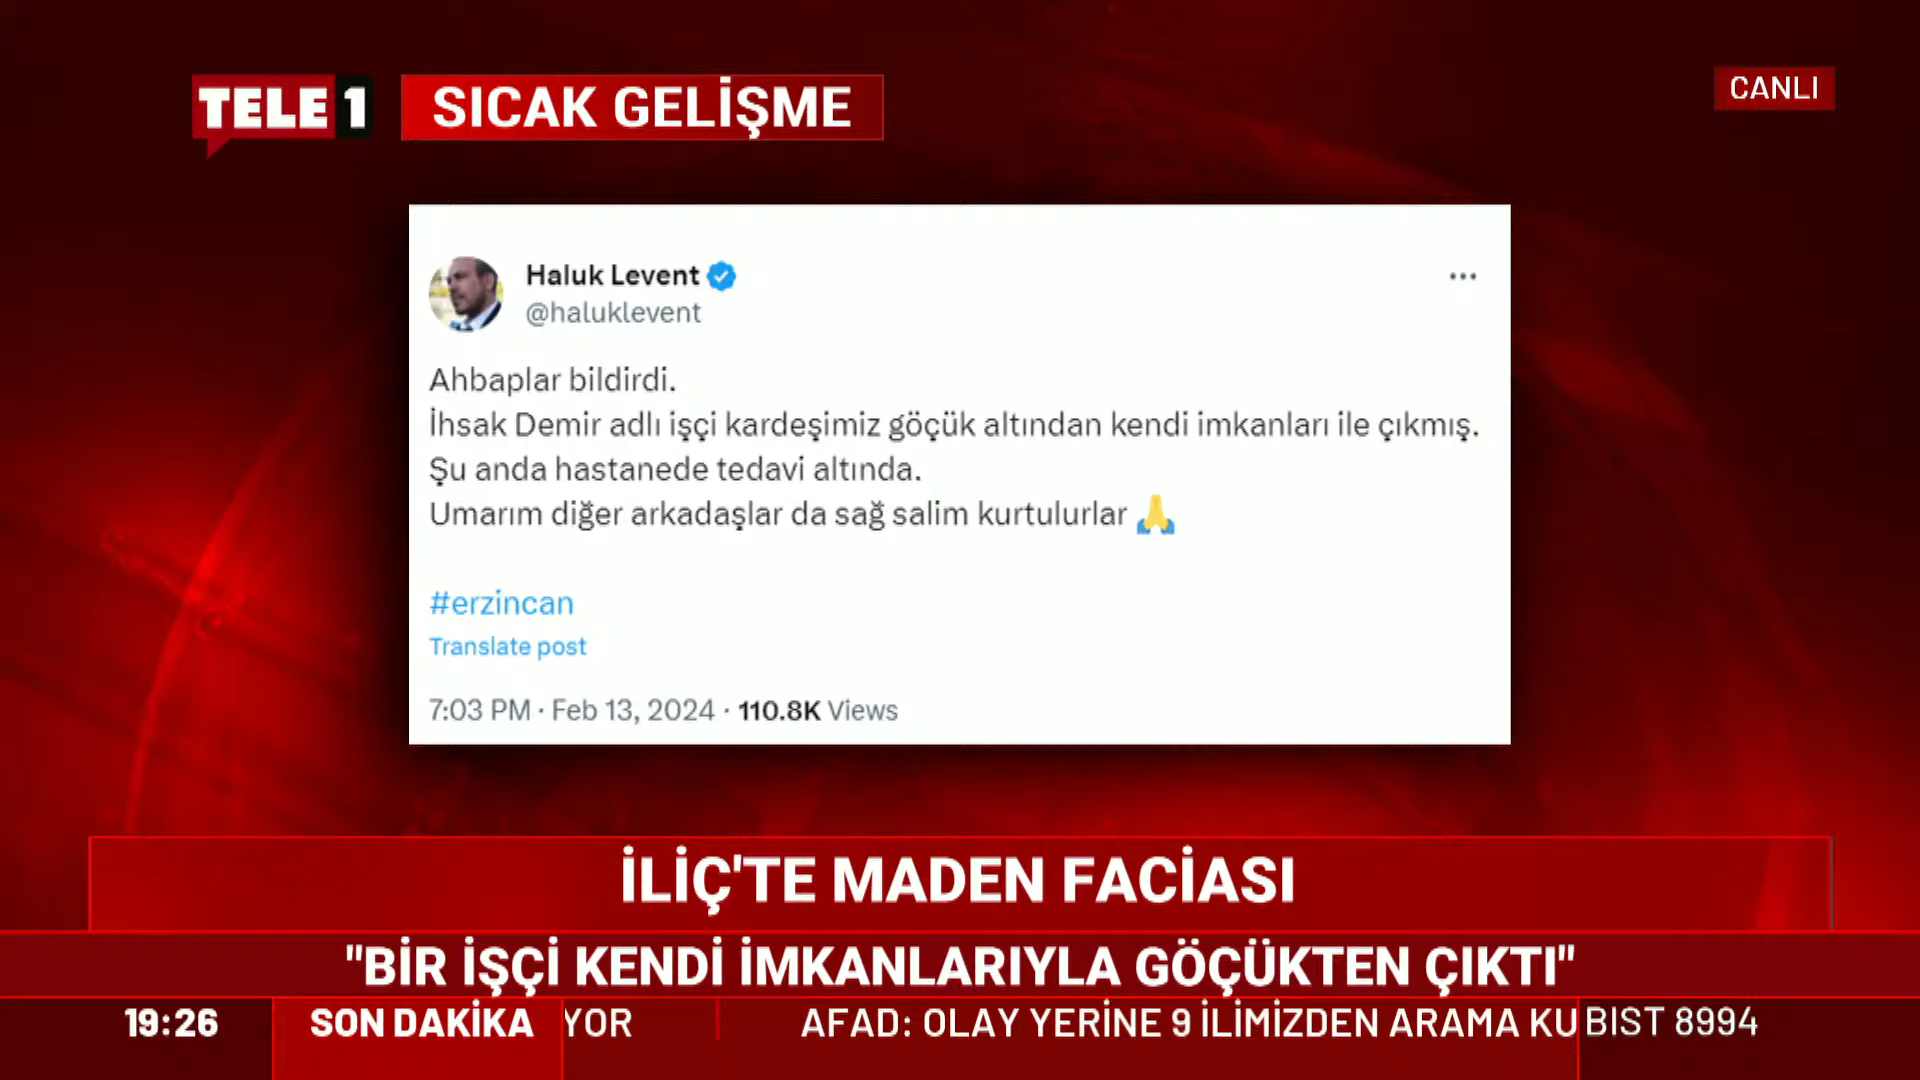 TELE1
SICAK GELİŞME
CANLI
Haluk Levent
@haluklevent
Ahbaplar bildirdi.
İhsak Demir adlı işçi kardeşimiz göçük altından kendi imkanları ile çıkmış.
Şu anda hastanede tedavi altında.
Umarım diğer arkadaşlar da sağ salim kurtulurlar 🙏
#erzincan
Translate post
7:03 PM · Feb 13, 2024 · 110.8K Views
İLİÇ'TE MADEN FACİASI
"BİR İŞÇİ KENDİ İMKANLARIYLA GÖÇÜKTEN ÇIKTI"
19:26 SON DAKİKA YOR AFAD: OLAY YERİNE 9 İLİMİZDEN ARAMA KU BIST 8994